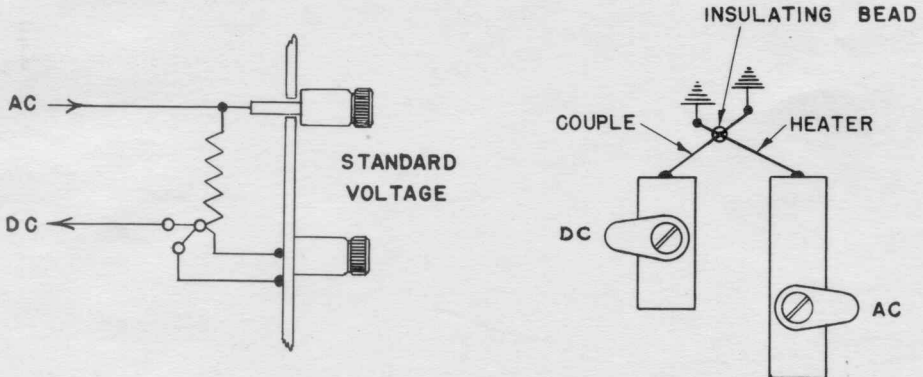 AC
STANDARD
VOLTAGE
DC
INSULATING BEAD
COUPLE
HEATER
DC
AC